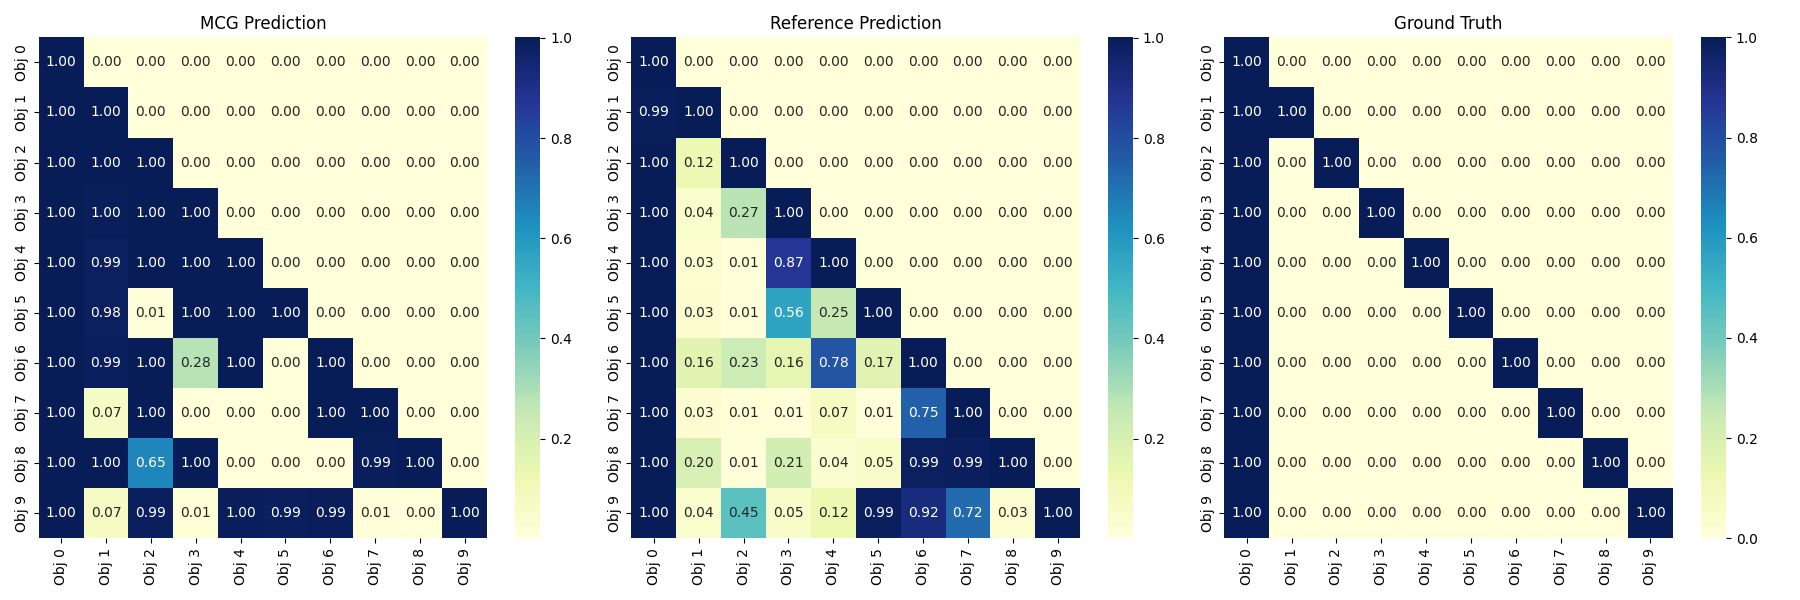 MCG Prediction
Obj 0 1.00 0.00 0.00 0.00 0.00 0.00 0.00 0.00 0.00 0.00
Obj 1 1.00 1.00 0.00 0.00 0.00 0.00 0.00 0.00 0.00 0.00
Obj 2 1.00 1.00 1.00 0.00 0.00 0.00 0.00 0.00 0.00 0.00
Obj 3 1.00 1.00 1.00 1.00 0.00 0.00 0.00 0.00 0.00 0.00
Obj 4 1.00 0.99 1.00 1.00 1.00 0.00 0.00 0.00 0.00 0.00
Obj 5 1.00 0.98 0.01 1.00 1.00 1.00 0.00 0.00 0.00 0.00
Obj 6 1.00 0.99 1.00 0.28 1.00 0.00 1.00 0.00 0.00 0.00
Obj 7 1.00 0.07 1.00 0.00 0.00 0.00 1.00 1.00 0.00 0.00
Obj 8 1.00 1.00 0.65 1.00 0.00 0.00 0.00 0.99 1.00 0.00
Obj 9 1.00 0.07 0.99 0.01 1.00 0.99 0.99 0.01 0.00 1.00
Obj 0 Obj 1 Obj 2 Obj 3 Obj 4 Obj 5 Obj 6 Obj 7 Obj 8 Obj 9
1.0
0.8
0.6
0.4
0.2
Reference Prediction
Obj 0 1.00 0.00 0.00 0.00 0.00 0.00 0.00 0.00 0.00 0.00
Obj 1 0.99 1.00 0.00 0.00 0.00 0.00 0.00 0.00 0.00 0.00
Obj 2 1.00 0.12 1.00 0.00 0.00 0.00 0.00 0.00 0.00 0.00
Obj 3 1.00 0.04 0.27 1.00 0.00 0.00 0.00 0.00 0.00 0.00
Obj 4 1.00 0.03 0.01 0.87 1.00 0.00 0.00 0.00 0.00 0.00
Obj 5 1.00 0.03 0.01 0.56 0.25 1.00 0.00 0.00 0.00 0.00
Obj 6 1.00 0.16 0.23 0.16 0.78 0.17 1.00 0.00 0.00 0.00
Obj 7 1.00 0.03 0.01 0.01 0.07 0.01 0.75 1.00 0.00 0.00
Obj 8 1.00 0.20 0.01 0.21 0.04 0.05 0.99 0.99 1.00 0.00
Obj 9 1.00 0.04 0.45 0.05 0.12 0.99 0.92 0.72 0.03 1.00
Obj 0 Obj 1 Obj 2 Obj 3 Obj 4 Obj 5 Obj 6 Obj 7 Obj 8 Obj 9
1.0
0.8
0.6
0.4
0.2
Ground Truth
Obj 0 1.00 0.00 0.00 0.00 0.00 0.00 0.00 0.00 0.00 0.00
Obj 1 1.00 1.00 0.00 0.00 0.00 0.00 0.00 0.00 0.00 0.00
Obj 2 1.00 0.00 1.00 0.00 0.00 0.00 0.00 0.00 0.00 0.00
Obj 3 1.00 0.00 0.00 1.00 0.00 0.00 0.00 0.00 0.00 0.00
Obj 4 1.00 0.00 0.00 0.00 1.00 0.00 0.00 0.00 0.00 0.00
Obj 5 1.00 0.00 0.00 0.00 0.00 1.00 0.00 0.00 0.00 0.00
Obj 6 1.00 0.00 0.00 0.00 0.00 0.00 1.00 0.00 0.00 0.00
Obj 7 1.00 0.00 0.00 0.00 0.00 0.00 0.00 1.00 0.00 0.00
Obj 8 1.00 0.00 0.00 0.00 0.00 0.00 0.00 0.00 1.00 0.00
Obj 9 1.00 0.00 0.00 0.00 0.00 0.00 0.00 0.00 0.00 1.00
Obj 0 Obj 1 Obj 2 Obj 3 Obj 4 Obj 5 Obj 6 Obj 7 Obj 8 Obj 9
1.0
0.8
0.6
0.4
0.2
0.0